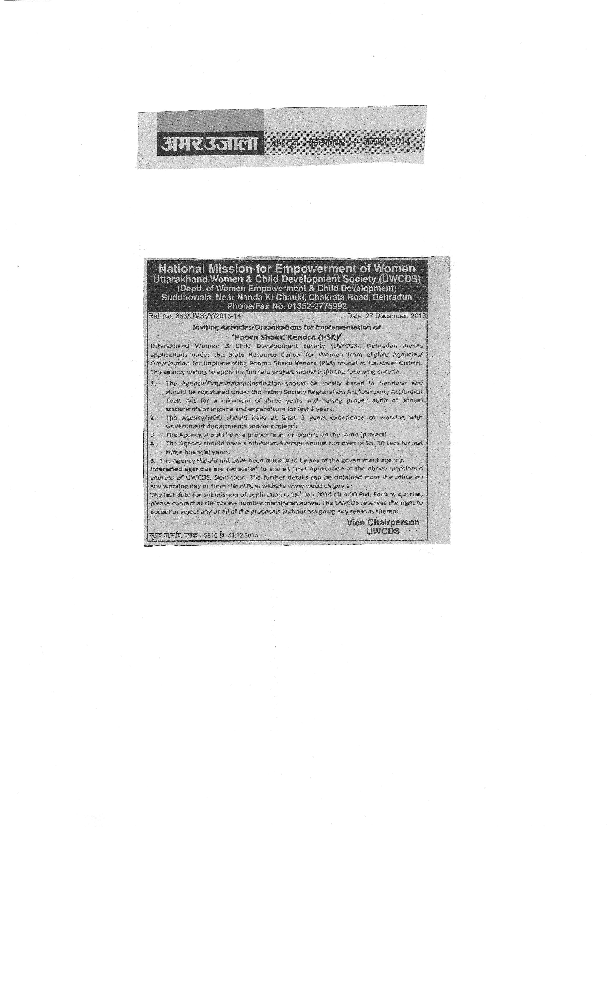 अमर उजाला देहरादून | बृहस्पतिवार | 2 जनवरी 2014
National Mission for Empowerment of Women
Uttarakhand Women & Child Development Society (UWCDS)
(Deptt. of Women Empowerment & Child Development)
Suddhowala, Near Nanda Ki Chauki, Chakrata Road, Dehradun
Phone/Fax No. 01352-2775992
Ref. No: 383/UMSVY/2013-14 Date: 27 December, 2013
Inviting Agencies/Organizations for Implementation of
'Poorn Shakti Kendra (PSK)'
Uttarakhand Women & Child Development Society (UWCDS), Dehradun invites
applications under the State Resource Center for Women from eligible Agencies/
Organization for implementing Poorna Shakti Kendra (PSK) model in Haridwar District.
The agency willing to apply for the said project should fulfill the following criteria:
1. The Agency/Organization/Institution should be locally based in Haridwar and
should be registered under the Indian Society Registration Act/Company Act/Indian
Trust Act for a minimum of three years and having proper audit of annual
statements of income and expenditure for last 3 years.
2. The Agency/NGO should have at least 3 years experience of working with
Government departments and/or projects.
3. The Agency should have a proper team of experts on the same (project).
4. The Agency should have a minimum average annual turnover of Rs. 20 Lacs for last
three financial years.
5. The Agency should not have been blacklisted by any of the government agency.
Interested agencies are requested to submit their application at the above mentioned
address of UWCDS, Dehradun. The further details can be obtained from the office on
any working day or from the official website www.wecd.uk.gov.in.
The last date for submission of application is 15th Jan 2014 till 4.00 PM. For any queries,
please contact at the phone number mentioned above. The UWCDS reserves the right to
accept or reject any or all of the proposals without assigning any reasons thereof.
Vice Chairperson
UWCDS
सू.एवं ज.सं.वि. पत्रांक : 5816 दि. 31.12.2013